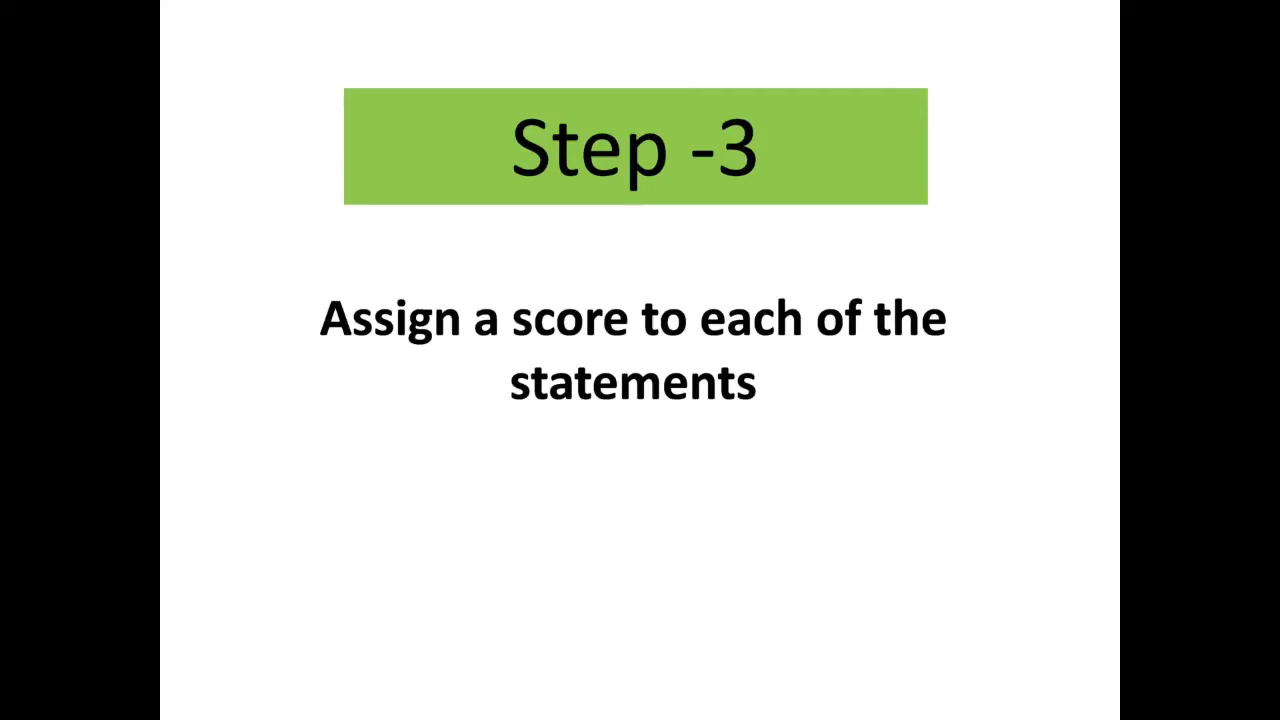 Step -3
Assign a score to each of the
statements